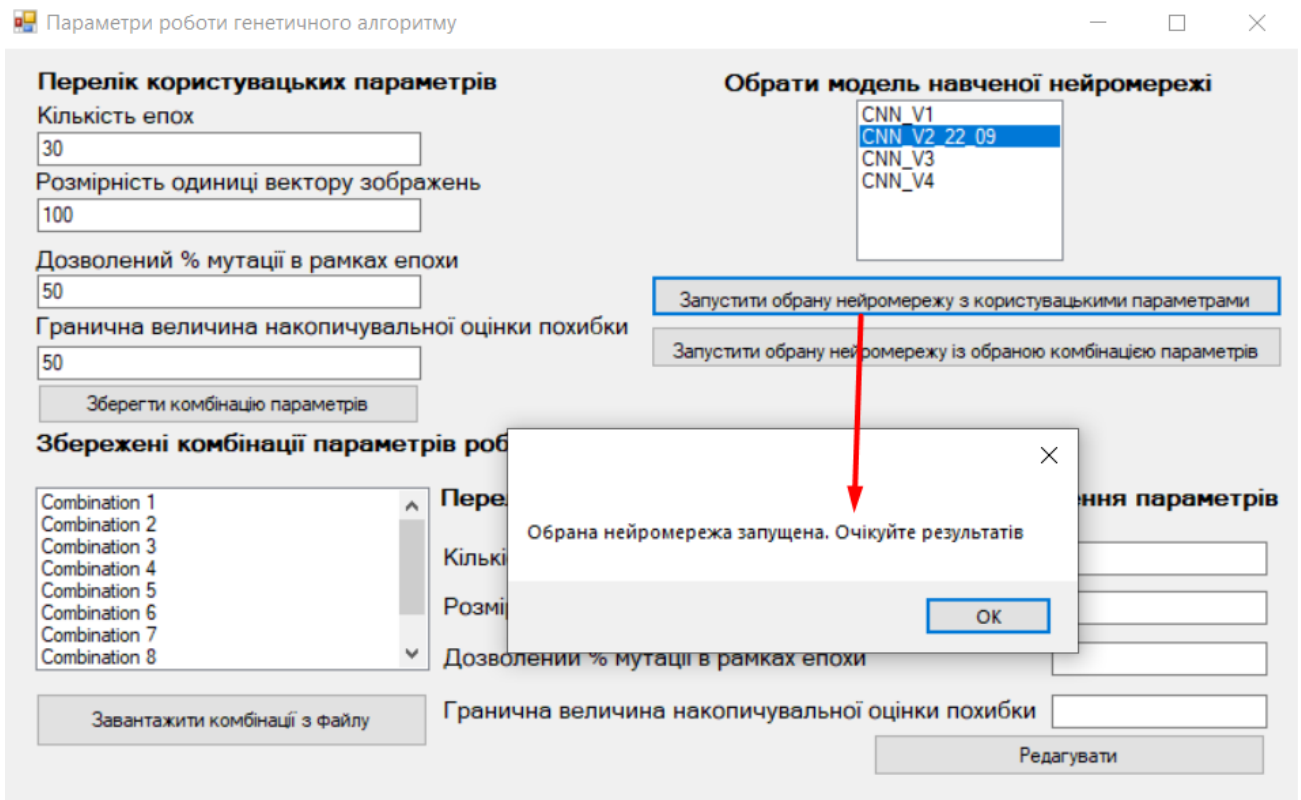 Параметри роботи генетичного алгоритму
Перелік користувацьких параметрів
Кількість епох
30
Розмірність одиниці вектору зображень
100
Дозволений % мутації в рамках епохи
50
Гранична величина накопичувальної оцінки похибки
50
Зберегти комбінацію параметрів
Обрати модель навченої нейромережі
CNN_V1
CNN_V2_22_09
CNN_V3
CNN_V4
Запустити обрану нейромережу з користувацькими параметрами
Запустити обрану нейромережу із обраною комбінацією параметрів
Збережені комбінації параметрів роб
Combination 1
Combination 2
Combination 3
Combination 4
Combination 5
Combination 6
Combination 7
Combination 8
Завантажити комбінації з файлу
Обрана нейромережа запущена. Очікуйте результатів
OK
Пере
ння параметрів
Кількі
Розмі
Дозволений % мутації в рамках епохи
Гранична величина накопичувальної оцінки похибки
Редагувати